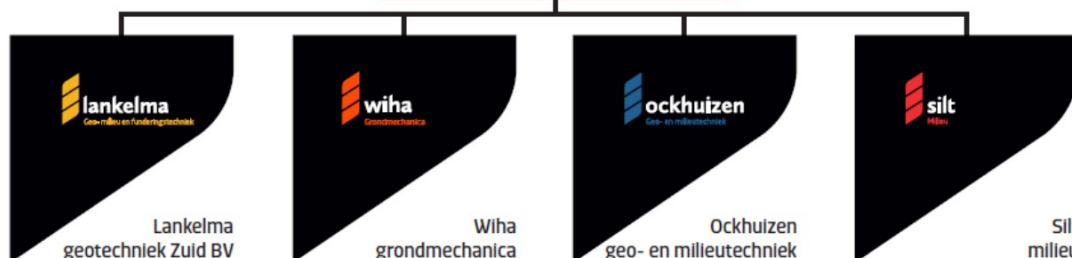 lankelma
Geo- milieu en funderingstechniek
wiha
Grondmechanica
ockhuizen
Geo- en milieutechniek
silt
Milieu
Lankelma
geotechniek Zuid BV
Wiha
grondmechanica
Ockhuizen
geo- en milieutechniek